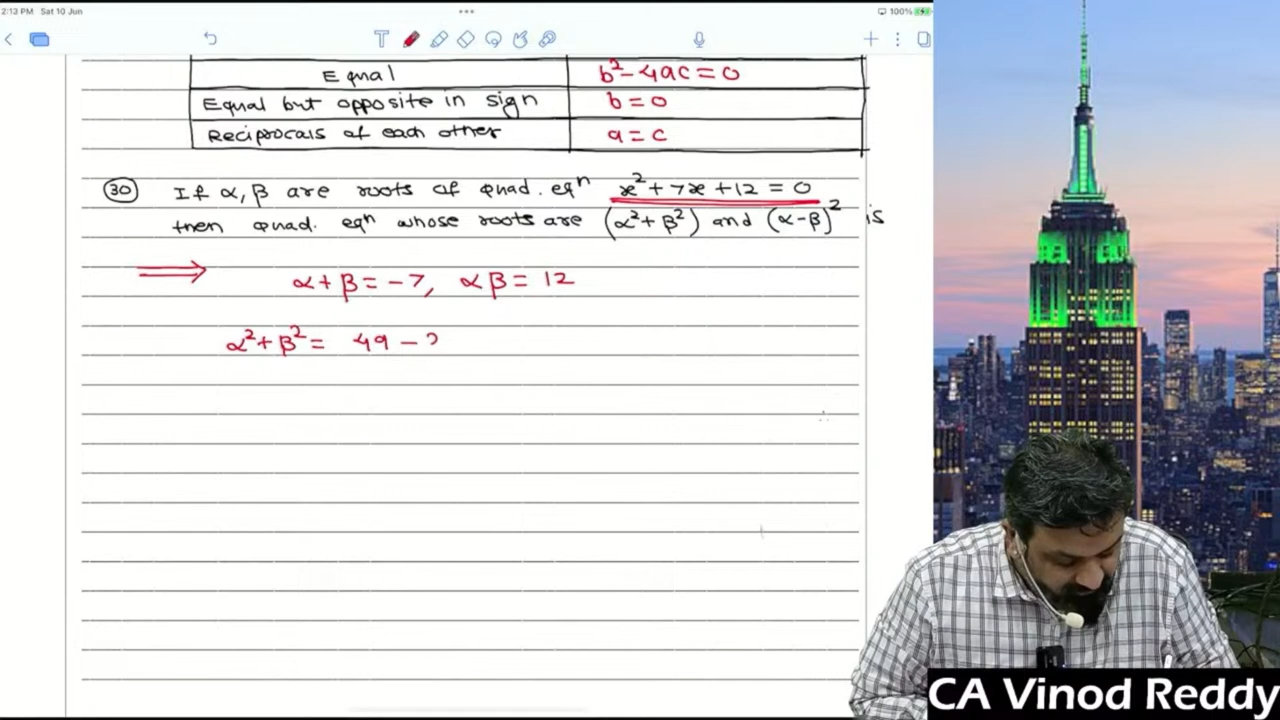 2:13 PM Sat 10 Jun
100%
T
Equal b²-4ac=0
Equal but opposite in sign b=0
Reciprocals of each other a=c
30 If α, β are roots of quad. eqⁿ x²+7x+12=0
then quad. eqⁿ whose roots are (α²+β²) and (α-β)² is
⟹ α+β=-7, αβ=12
α²+β²= 49-2
CA Vinod Reddy